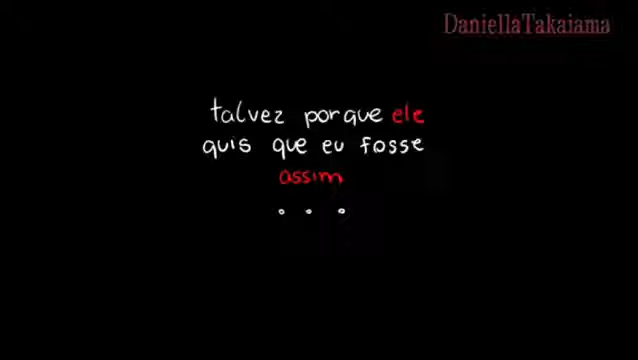 DaniellaTakaiama
talvez porque ele
quis que eu fosse
assim
. . .